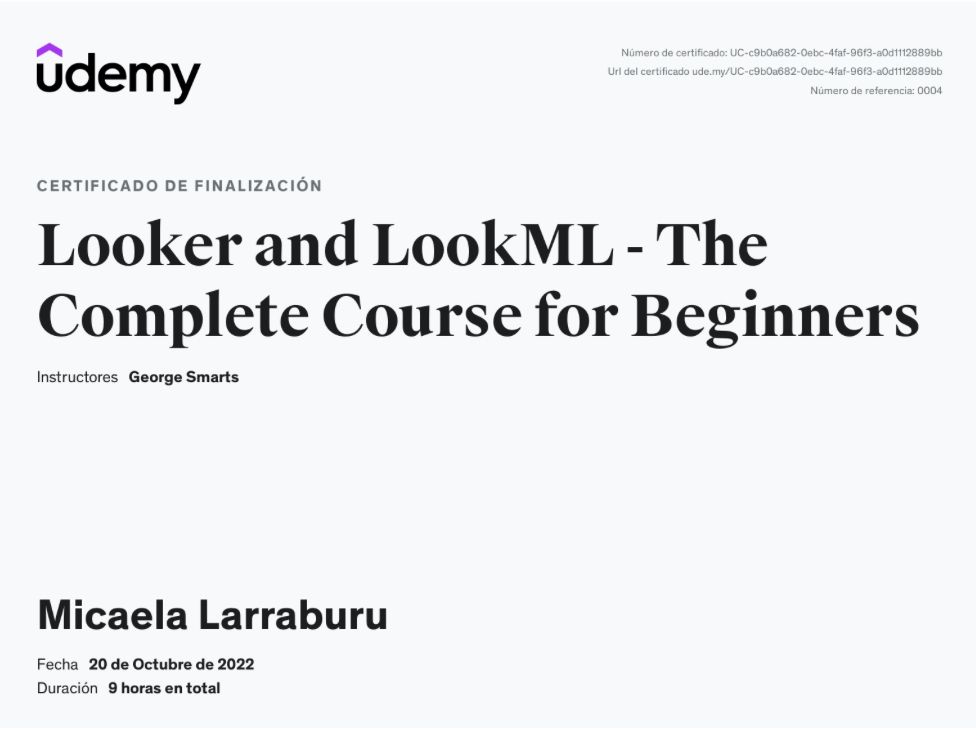 udemy
Número de certificado: UC-c9b0a682-0ebc-4faf-96f3-a0d1112889bb
Url del certificado ude.my/UC-c9b0a682-0ebc-4faf-96f3-a0d1112889bb
Número de referencia: 0004
CERTIFICADO DE FINALIZACIÓN
Looker and LookML - The
Complete Course for Beginners
Instructores George Smarts
Micaela Larraburu
Fecha 20 de Octubre de 2022
Duración 9 horas en total